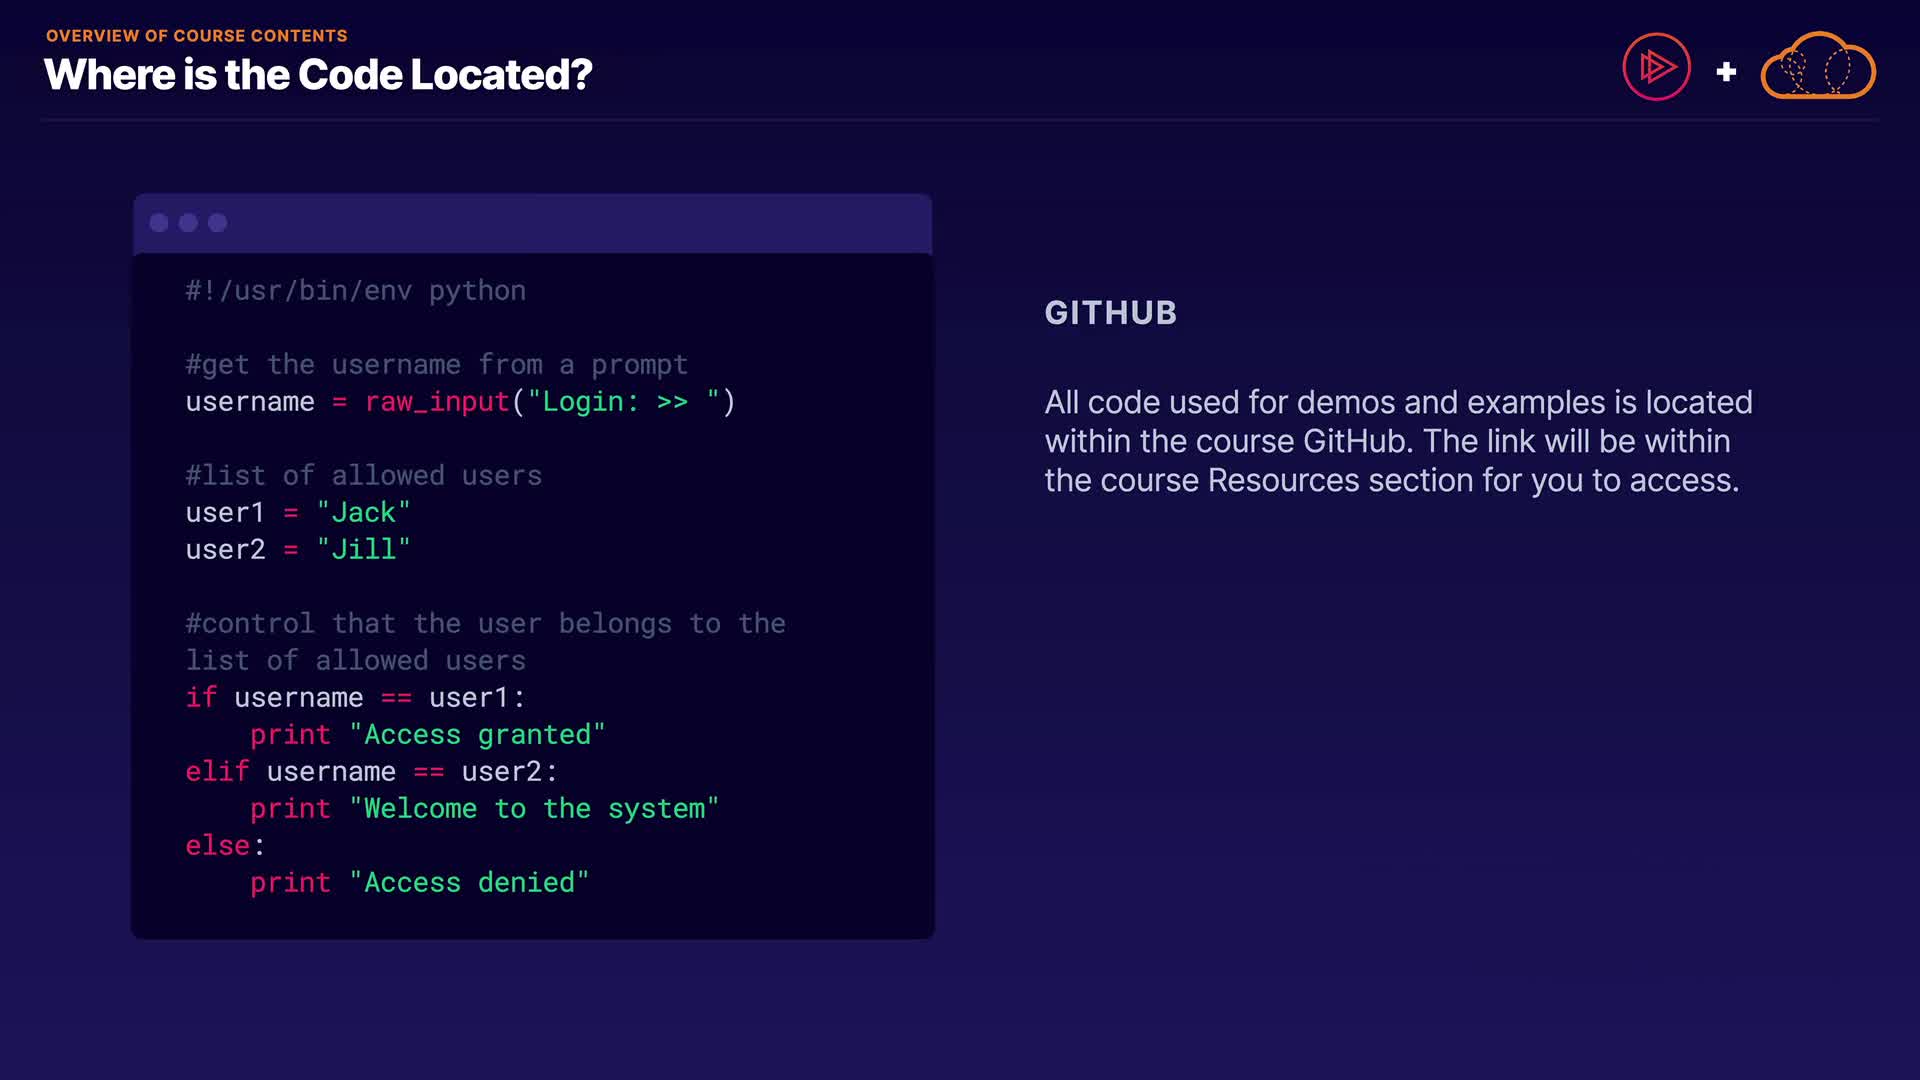 OVERVIEW OF COURSE CONTENTS
Where is the Code Located?
+
#!/usr/bin/env python
#get the username from a prompt
username = raw_input("Login: >> ")
#list of allowed users
user1 = "Jack"
user2 = "Jill"
#control that the user belongs to the
list of allowed users
if username == user1:
    print "Access granted"
elif username == user2:
    print "Welcome to the system"
else:
    print "Access denied"
GITHUB
All code used for demos and examples is located
within the course GitHub. The link will be within
the course Resources section for you to access.